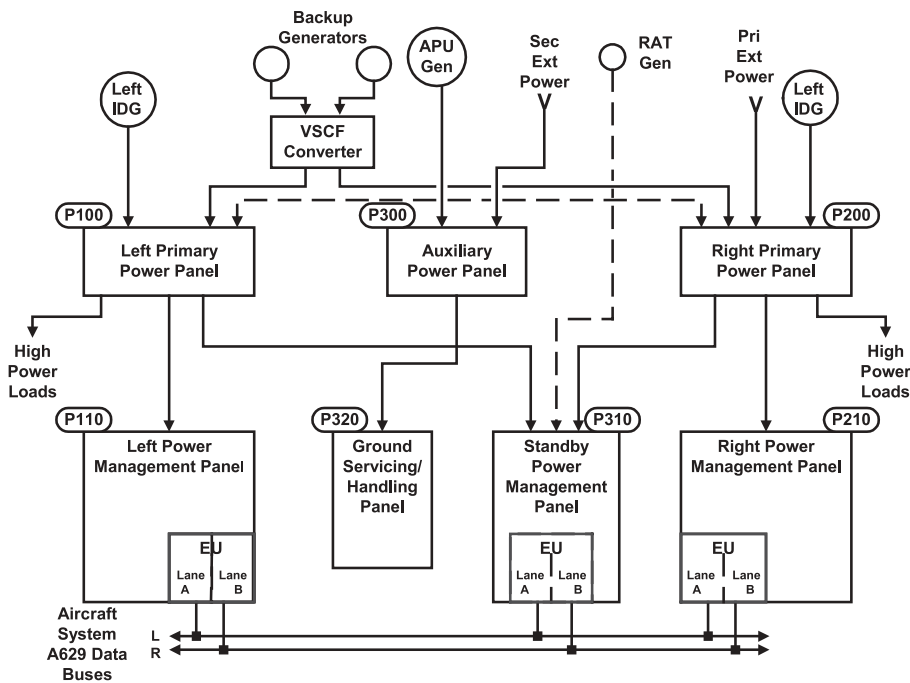 Backup
Generators
APU
Gen
Sec
Ext
Power
RAT
Gen
Pri
Ext
Power
Left
IDG
Left
IDG
VSCF
Converter
P100
P300
P200
Left Primary
Power Panel
Auxiliary
Power Panel
Right Primary
Power Panel
High
Power
Loads
High
Power
Loads
P110
P320
P310
P210
Left Power
Management Panel
Ground
Servicing/
Handling
Panel
Standby
Power
Management
Panel
Right Power
Management Panel
EU
Lane
A
Lane
B
EU
Lane
A
Lane
B
EU
Lane
A
Lane
B
Aircraft
System
A629 Data
Buses
L
R